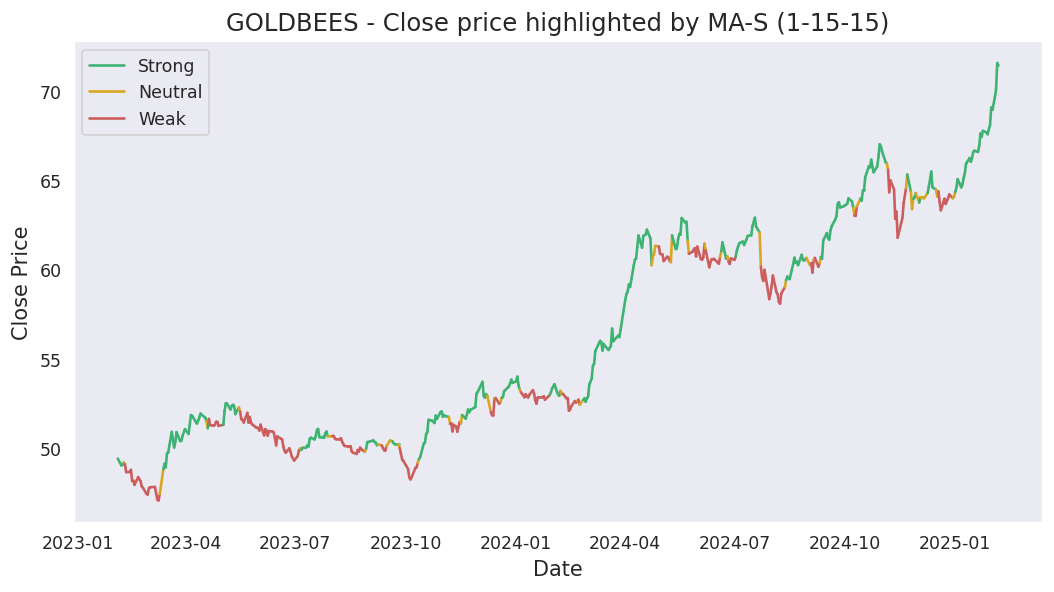 GOLDBEES - Close price highlighted by MA-S (1-15-15)
Strong
Neutral
Weak
Close Price
70
65
60
55
50
2023-01 2023-04 2023-07 2023-10 2024-01 2024-04 2024-07 2024-10 2025-01
Date